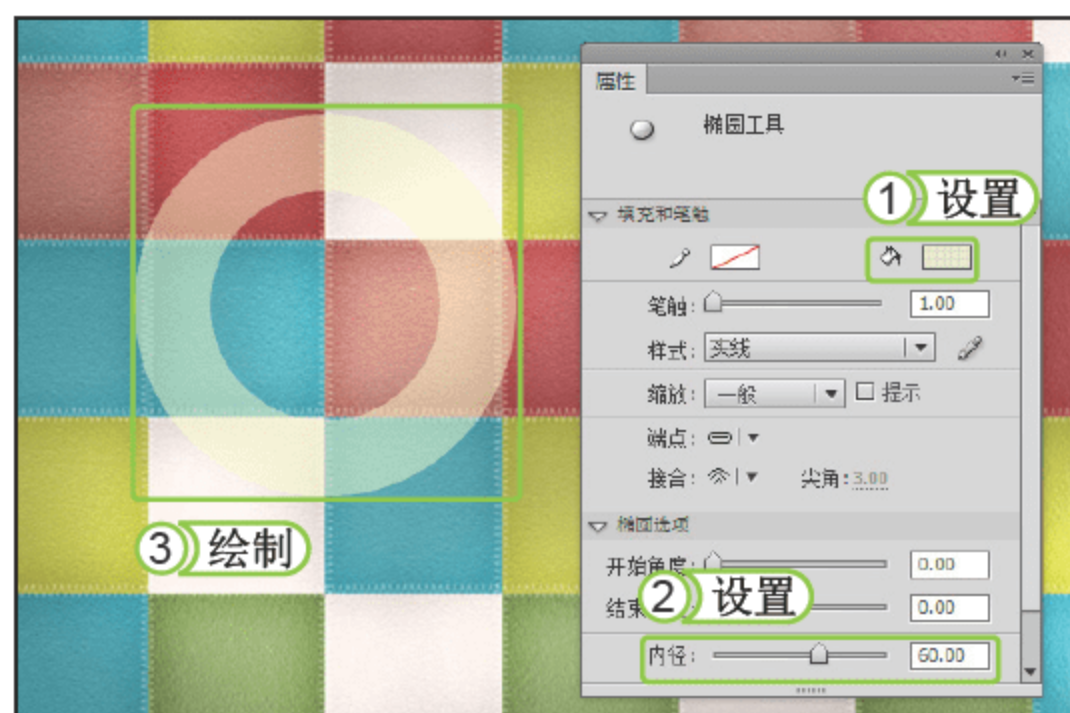 属性
椭圆工具
① 设置
填充和笔触
笔触: 1.00
样式: 实线
缩放: 一般 提示
端点:
接合: 尖角: 3.00
③ 绘制
椭圆选项
开始角度: 0.00
② 设置
结束 0.00
内径: 60.00